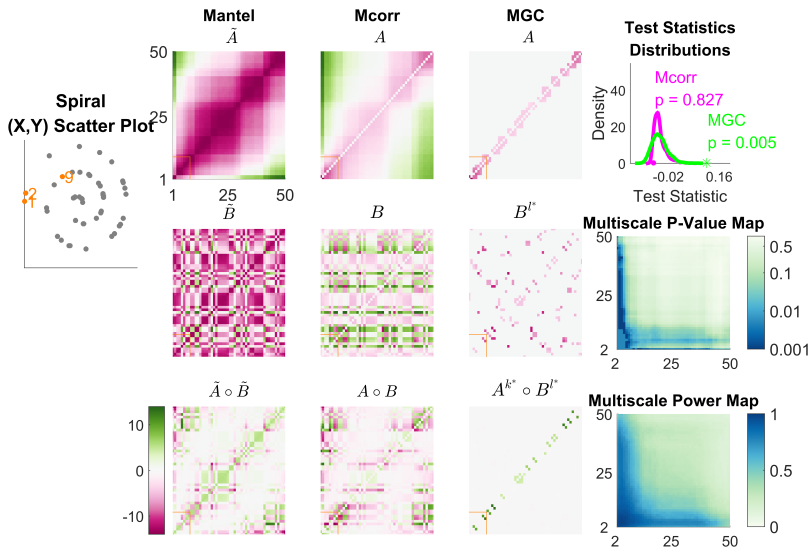 Mantel
Mcorr
MGC
Ã
A
A
50
25
1
1
25
50
Spiral
(X,Y) Scatter Plot
2
1
9
Test Statistics
Distributions
Density
40
20
0
Mcorr
p = 0.827
MGC
p = 0.005
-0.02
0.16
Test Statistic
B̃
B
B^{l*}
Multiscale P-Value Map
50
25
2
2
25
50
0.5
0.1
0.01
0.001
Ã ∘ B̃
A ∘ B
A^{k*} ∘ B^{l*}
10
0
-10
Multiscale Power Map
50
25
2
2
25
50
1
0.5
0